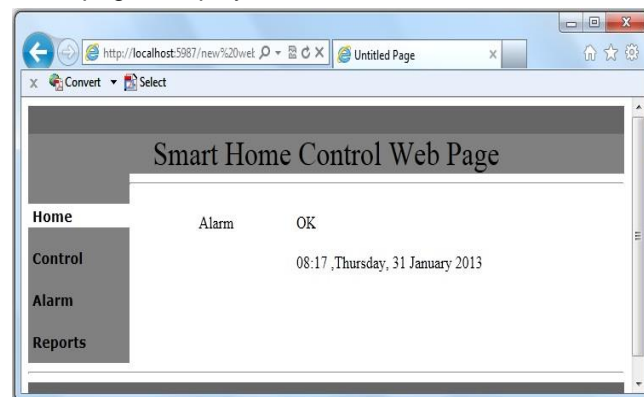 http://localhost:5987/new%20wel
Untitled Page
x Convert Select
Smart Home Control Web Page
Home
Alarm OK
Control
08:17 ,Thursday, 31 January 2013
Alarm
Reports